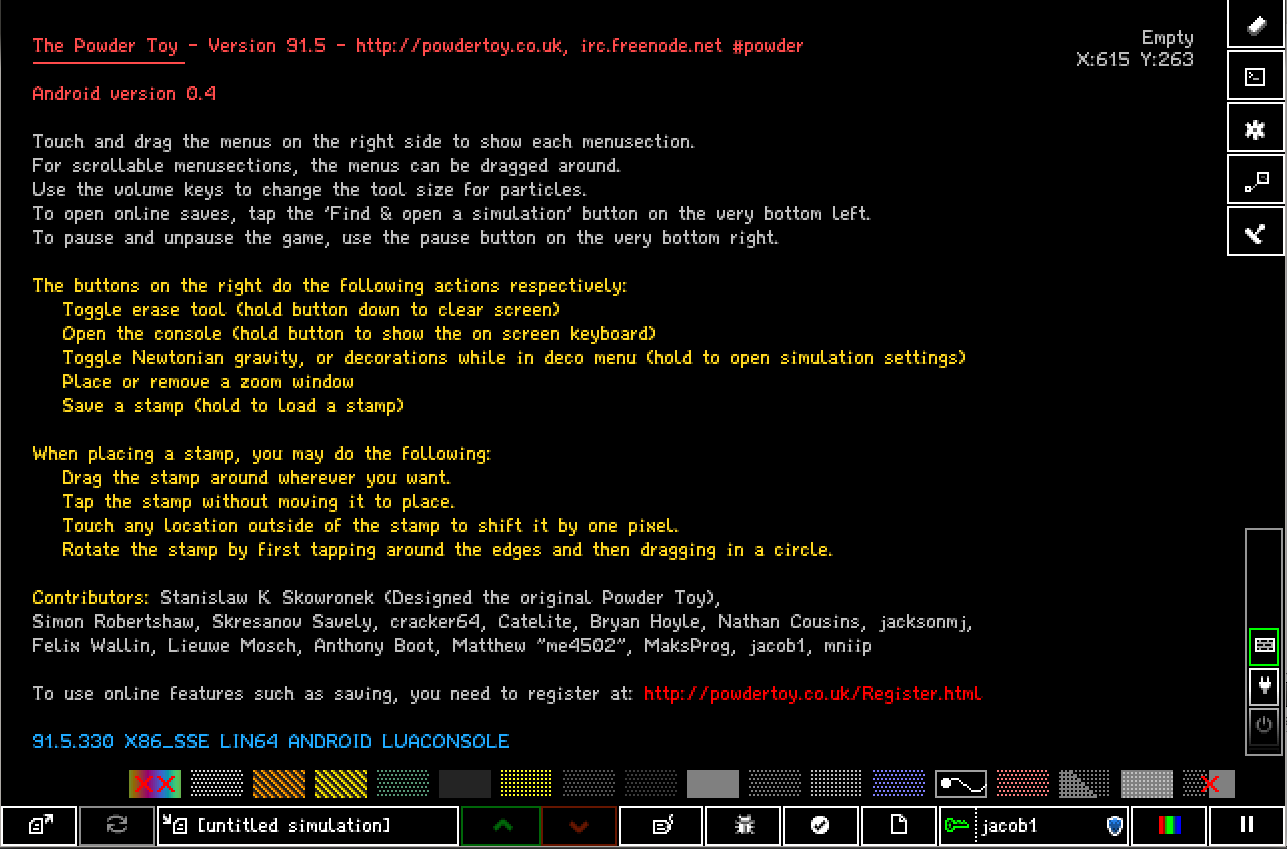 The Powder Toy - Version 91.5 - http://powdertoy.co.uk, irc.freenode.net #powder
Empty
X:615 Y:263
Android version 0.4
Touch and drag the menus on the right side to show each menusection.
For scrollable menusections, the menus can be dragged around.
Use the volume keys to change the tool size for particles.
To open online saves, tap the 'Find & open a simulation' button on the very bottom left.
To pause and unpause the game, use the pause button on the very bottom right.
The buttons on the right do the following actions respectively:
Toggle erase tool (hold button down to clear screen)
Open the console (hold button to show the on screen keyboard)
Toggle Newtonian gravity, or decorations while in deco menu (hold to open simulation settings)
Place or remove a zoom window
Save a stamp (hold to load a stamp)
When placing a stamp, you may do the following:
Drag the stamp around wherever you want.
Tap the stamp without moving it to place.
Touch any location outside of the stamp to shift it by one pixel.
Rotate the stamp by first tapping around the edges and then dragging in a circle.
Contributors: Stanislaw K Skowronek (Designed the original Powder Toy),
Simon Robertshaw, Skresanov Savely, cracker64, Catelite, Bryan Hoyle, Nathan Cousins, jacksonmj,
Felix Wallin, Lieuwe Mosch, Anthony Boot, Matthew "me4502", MaksProg, jacob1, mniip
To use online features such as saving, you need to register at: http://powdertoy.co.uk/Register.html
91.5.330 X86_SSE LIN64 ANDROID LUACONSOLE
[untitled simulation]
jacob1